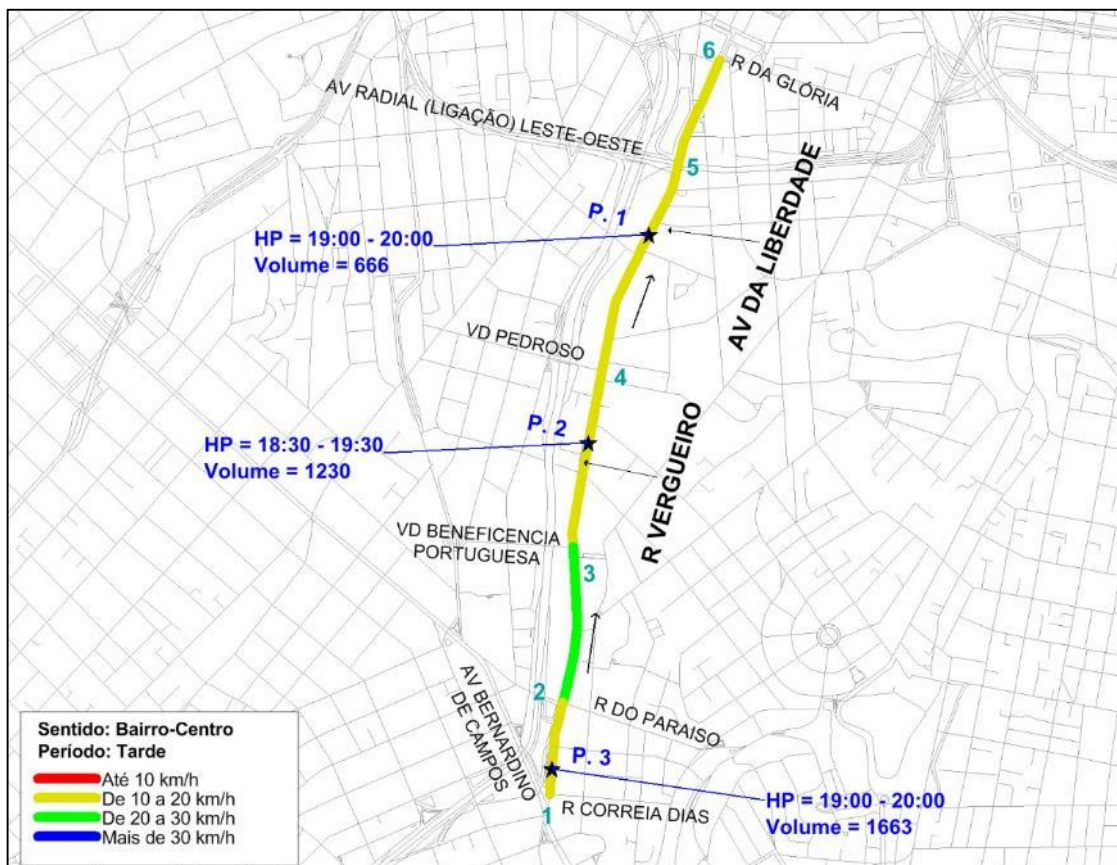 6
R DA GLÓRIA
AV RADIAL (LIGAÇÃO) LESTE-OESTE
5
AV DA LIBERDADE
P. 1
HP = 19:00 - 20:00
Volume = 666
VD PEDROSO
4
R VERGUEIRO
P. 2
HP = 18:30 - 19:30
Volume = 1230
VD BENEFICENCIA
PORTUGUESA
3
2
AV BERNARDINO
DE CAMPOS
R DO PARAISO
P. 3
HP = 19:00 - 20:00
Volume = 1663
R CORREIA DIAS
1
Sentido: Bairro-Centro
Período: Tarde
Até 10 km/h
De 10 a 20 km/h
De 20 a 30 km/h
Mais de 30 km/h